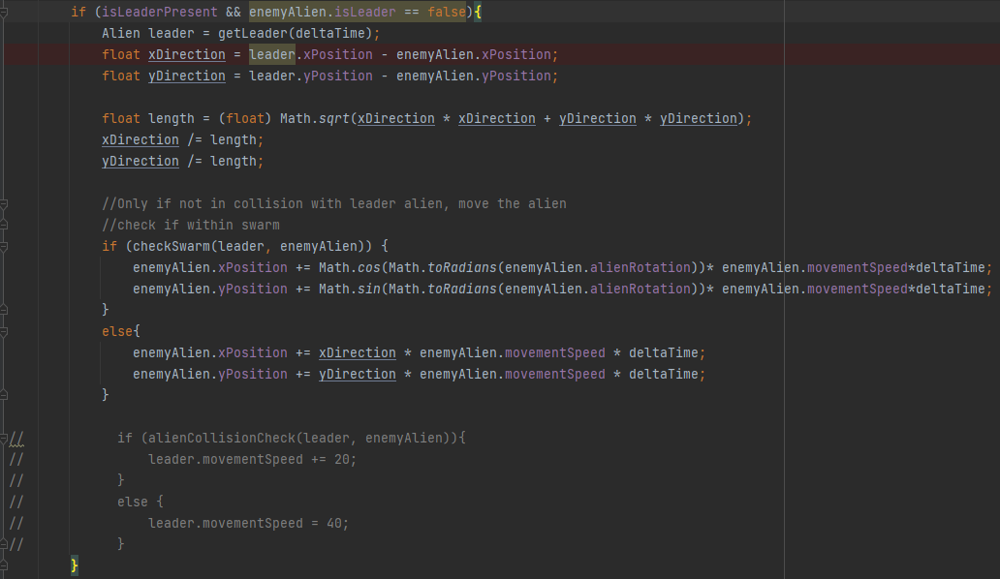 if (isLeaderPresent && enemyAlien.isLeader == false){
Alien leader = getLeader(deltaTime);
float xDirection = leader.xPosition - enemyAlien.xPosition;
float yDirection = leader.yPosition - enemyAlien.yPosition;
float length = (float) Math.sqrt(xDirection * xDirection + yDirection * yDirection);
xDirection /= length;
yDirection /= length;
//Only if not in collision with leader alien, move the alien
//check if within swarm
if (checkSwarm(leader, enemyAlien)) {
enemyAlien.xPosition += Math.cos(Math.toRadians(enemyAlien.alienRotation))* enemyAlien.movementSpeed*deltaTime;
enemyAlien.yPosition += Math.sin(Math.toRadians(enemyAlien.alienRotation))* enemyAlien.movementSpeed*deltaTime;
}
else{
enemyAlien.xPosition += xDirection * enemyAlien.movementSpeed * deltaTime;
enemyAlien.yPosition += yDirection * enemyAlien.movementSpeed * deltaTime;
}
// if (alienCollisionCheck(leader, enemyAlien)){
// leader.movementSpeed += 20;
// }
// else {
// leader.movementSpeed = 40;
// }
}